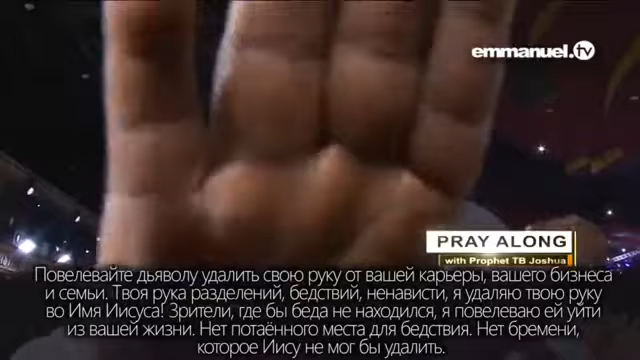 emmanuel.tv
PRAY ALONG
with Prophet TB Joshua
Повелевайте дьяволу удалить свою руку от вашей карьеры, вашего бизнеса
и семьи. Твоя рука разделений, бедствий, ненависти, я удаляю твою руку
во Имя Иисуса! Зрители, где бы беда не находился, я повелеваю ей уйти
из вашей жизни. Нет потаённого места для бедствия. Нет бремени,
которое Иису не мог бы удалить.